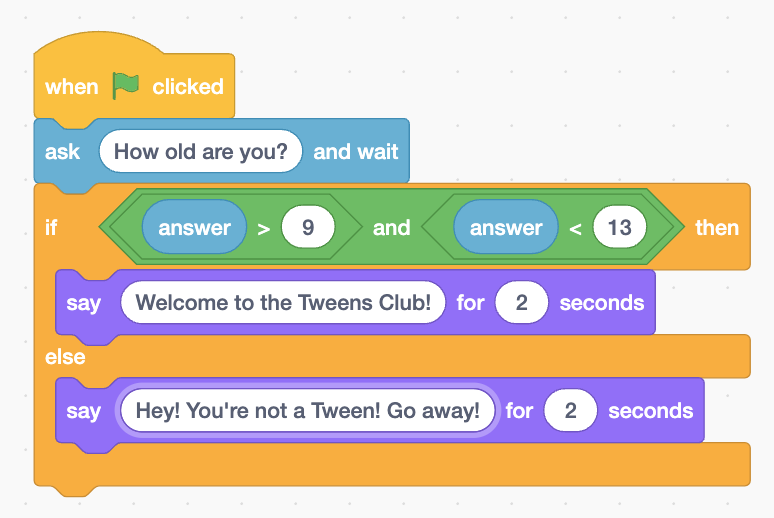 when clicked
ask How old are you? and wait
if answer > 9 and answer < 13 then
say Welcome to the Tweens Club! for 2 seconds
else
say Hey! You're not a Tween! Go away! for 2 seconds